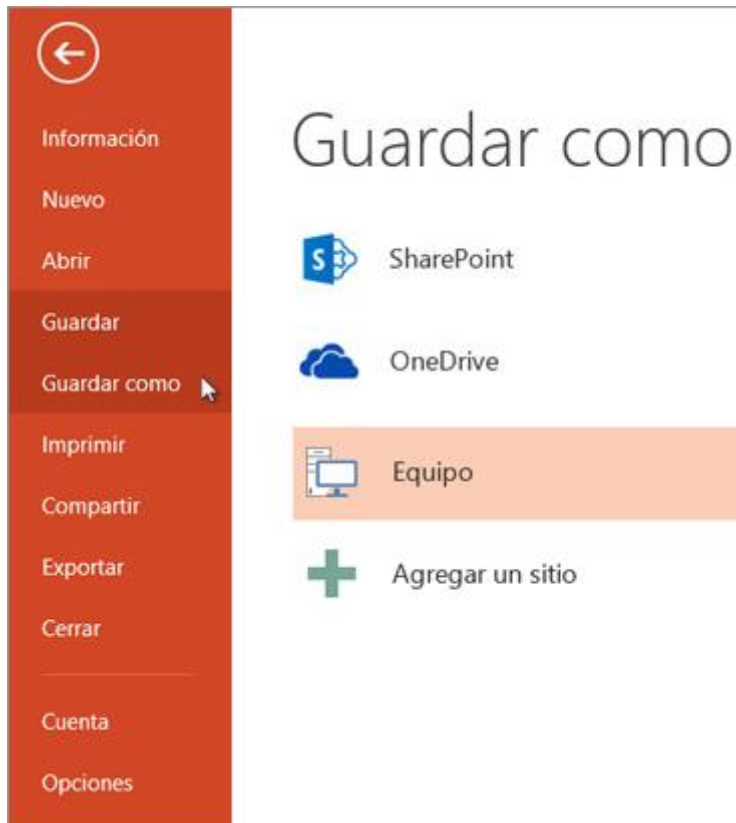 Información
Nuevo
Abrir
Guardar
Guardar como
Imprimir
Compartir
Exportar
Cerrar
Cuenta
Opciones
Guardar como
S
SharePoint
OneDrive
Equipo
Agregar un sitio